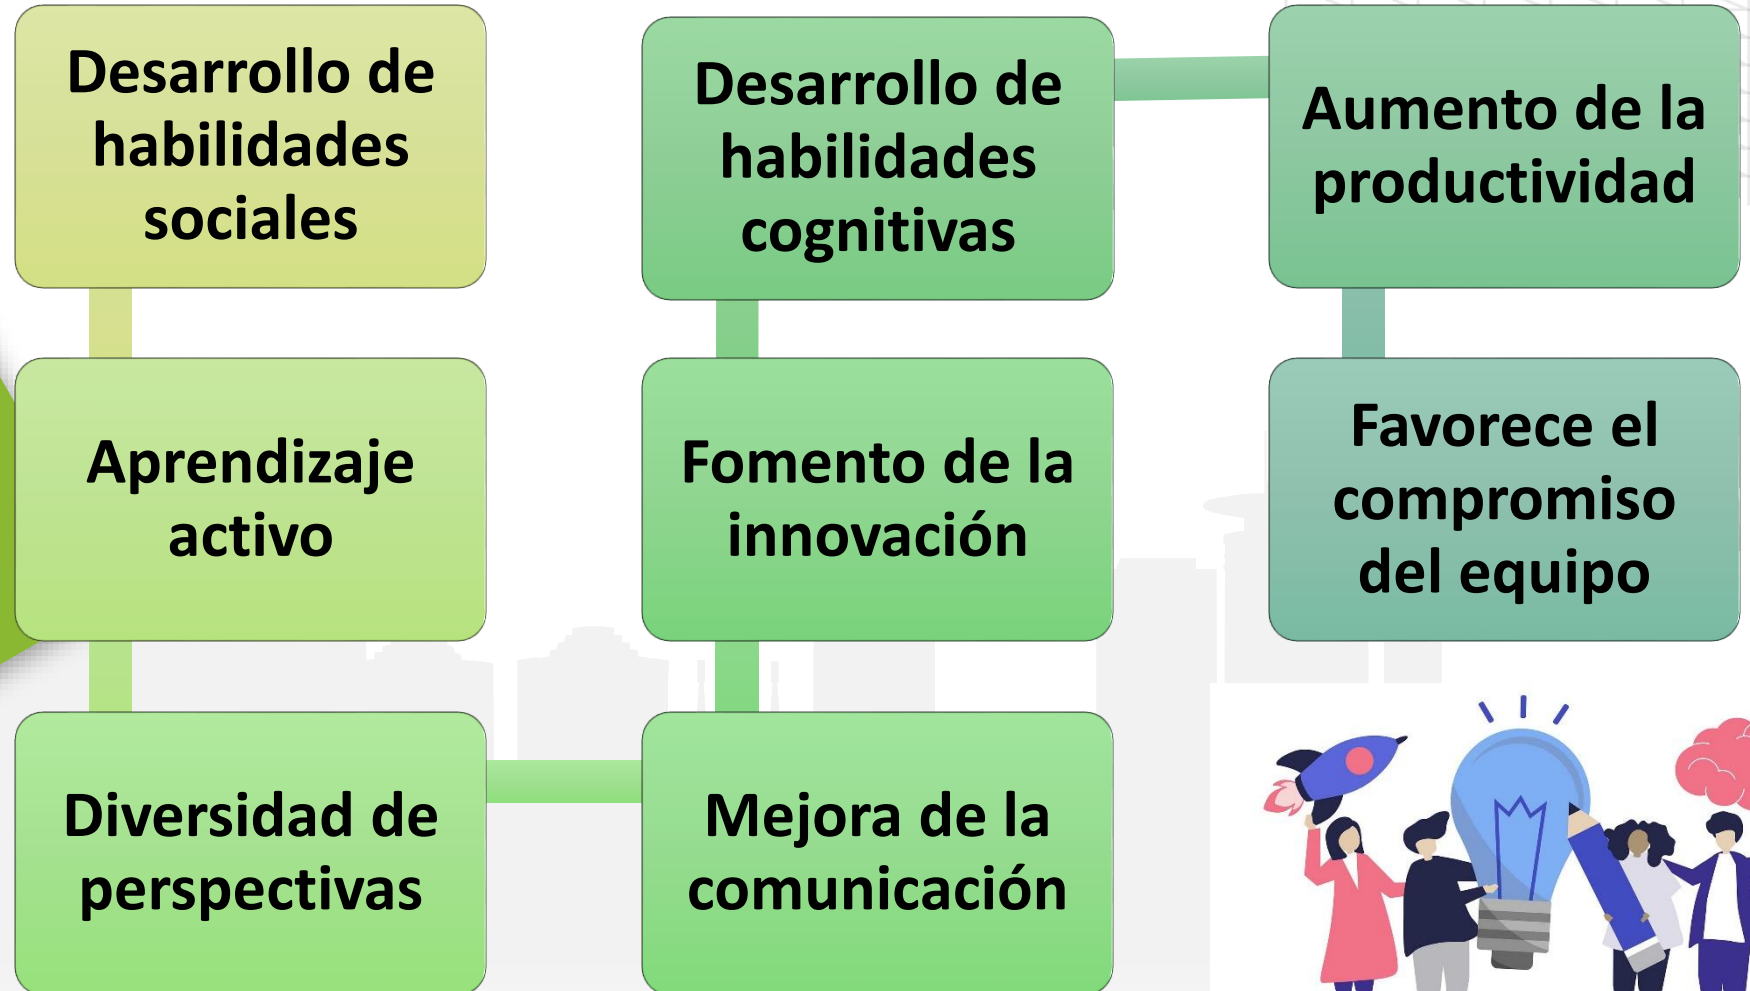 Desarrollo de
habilidades
sociales
Aprendizaje
activo
Diversidad de
perspectivas
Mejora de la
comunicación
Fomento de la
innovación
Desarrollo de
habilidades
cognitivas
Aumento de la
productividad
Favorece el
compromiso
del equipo